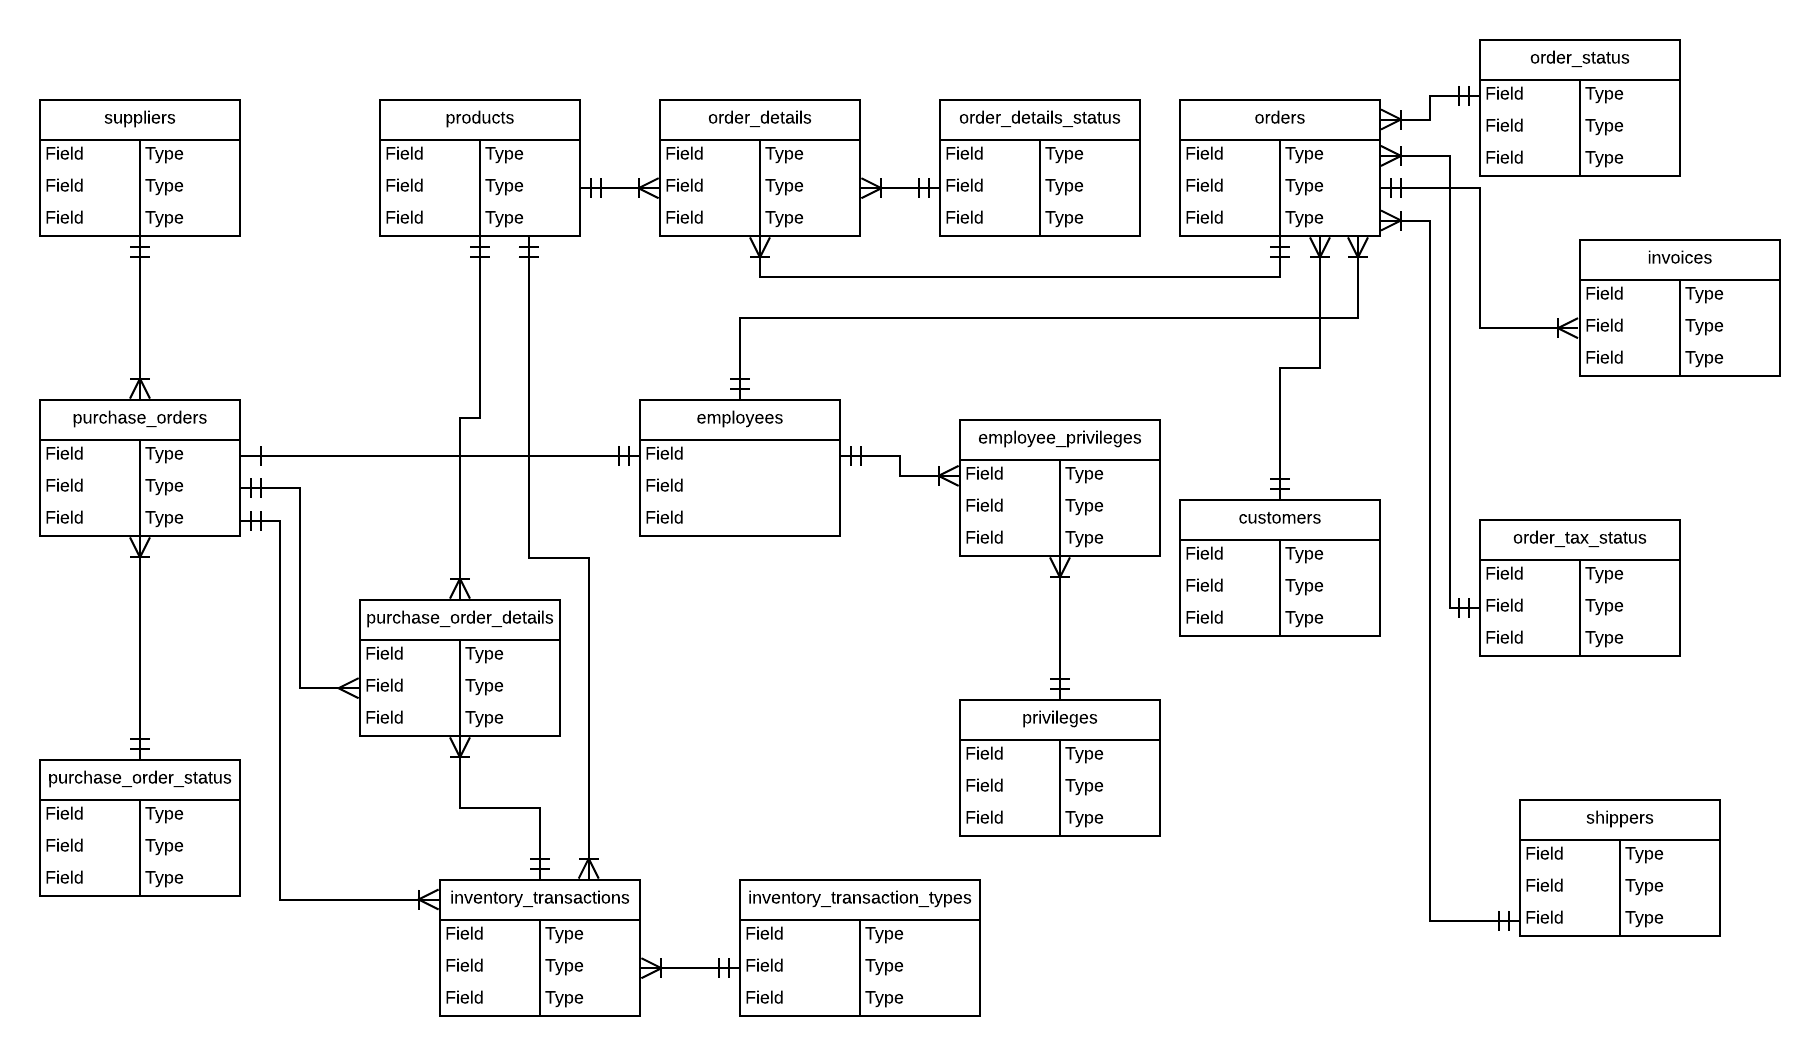 order_status
Field Type
Field Type
Field Type
suppliers
Field Type
Field Type
Field Type
products
Field Type
Field Type
Field Type
order_details
Field Type
Field Type
Field Type
order_details_status
Field Type
Field Type
Field Type
orders
Field Type
Field Type
Field Type
invoices
Field Type
Field Type
Field Type
purchase_orders
Field Type
Field Type
Field Type
employees
Field
Field
Field
employee_privileges
Field Type
Field Type
Field Type
customers
Field Type
Field Type
Field Type
order_tax_status
Field Type
Field Type
Field Type
purchase_order_details
Field Type
Field Type
Field Type
privileges
Field Type
Field Type
Field Type
purchase_order_status
Field Type
Field Type
Field Type
shippers
Field Type
Field Type
Field Type
inventory_transactions
Field Type
Field Type
Field Type
inventory_transaction_types
Field Type
Field Type
Field Type